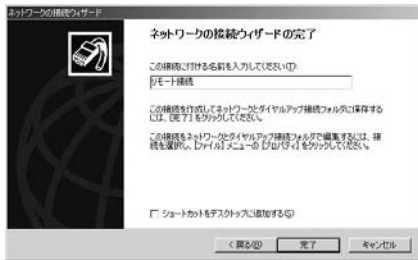 ネットワークの接続ウィザード
ネットワークの接続ウィザードの完了
この接続に付ける名前を入力してください(T):
リモート接続
この接続を作成してネットワークとダイヤルアップ接続フォルダに保存する
には、[完了] をクリックしてください。
この接続をネットワークとダイヤルアップ接続フォルダで編集するには、接
続を選択し、[ファイル] メニューの [プロパティ] をクリックしてください。
ショートカットをデスクトップに追加する(S)
< 戻る(B)
完了
キャンセル